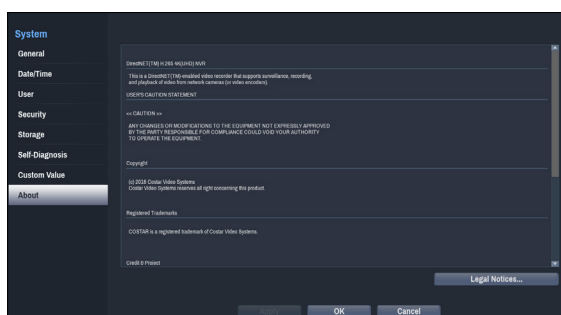 System
General
Date/Time
User
Security
Storage
Self-Diagnosis
Custom Value
About
DirectNET(TM) H.265 4K(UHD) NVR
This is a DirectNET(TM)-enabled video recorder that supports surveillance, recording,
and playback of video from network cameras (or video encoders).
USER'S CAUTION STATEMENT
<< CAUTION >>
ANY CHANGES OR MODIFICATIONS TO THE EQUIPMENT NOT EXPRESSLY APPROVED
BY THE PARTY RESPONSIBLE FOR COMPLIANCE COULD VOID YOUR AUTHORITY
TO OPERATE THE EQUIPMENT.
Copyright
(c) 2018 Costar Video Systems
Costar Video Systems reserves all right concerning this product.
Registered Trademarks
COSTAR is a registered trademark of Costar Video Systems.
Credit & Project
Legal Notices...
Apply
OK
Cancel